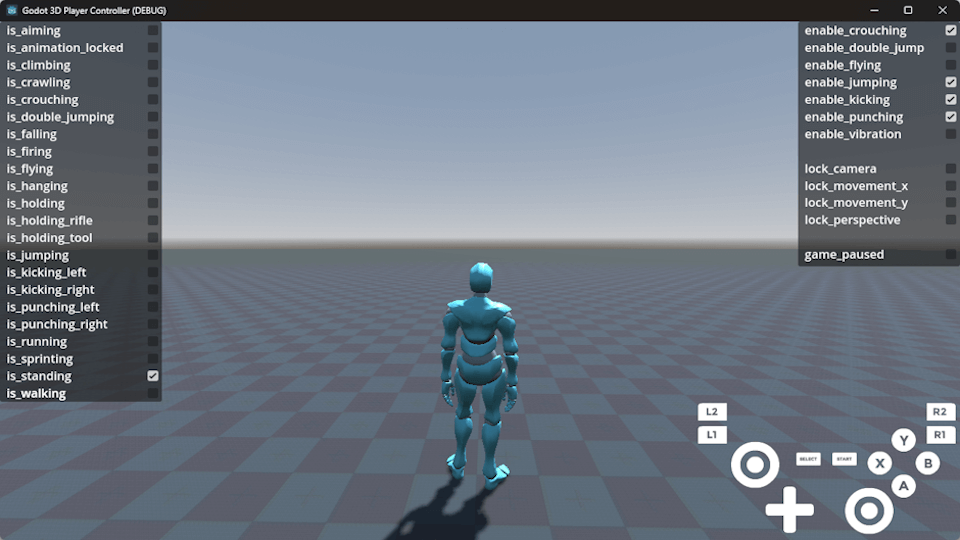 Godot 3D Player Controller (DEBUG)
is_aiming
is_animation_locked
is_climbing
is_crawling
is_crouching
is_double_jumping
is_falling
is_firing
is_flying
is_hanging
is_holding
is_holding_rifle
is_holding_tool
is_jumping
is_kicking_left
is_kicking_right
is_punching_left
is_punching_right
is_running
is_sprinting
is_standing
is_walking
enable_crouching
enable_double_jump
enable_flying
enable_jumping
enable_kicking
enable_punching
enable_vibration
lock_camera
lock_movement_x
lock_movement_y
lock_perspective
game_paused
L2
R2
L1
R1
Y
SELECT
START
X
B
A